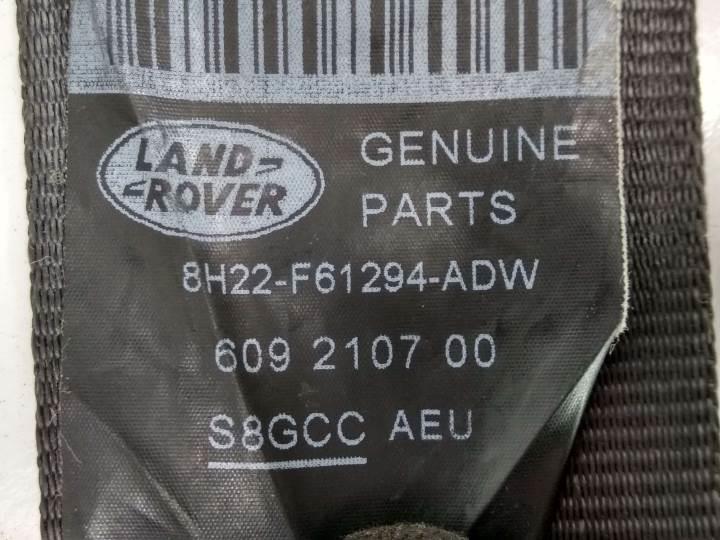 LAND
ROVER
GENUINE
PARTS
8H22-F61294-ADW
609 2107 00
S8GCC AEU